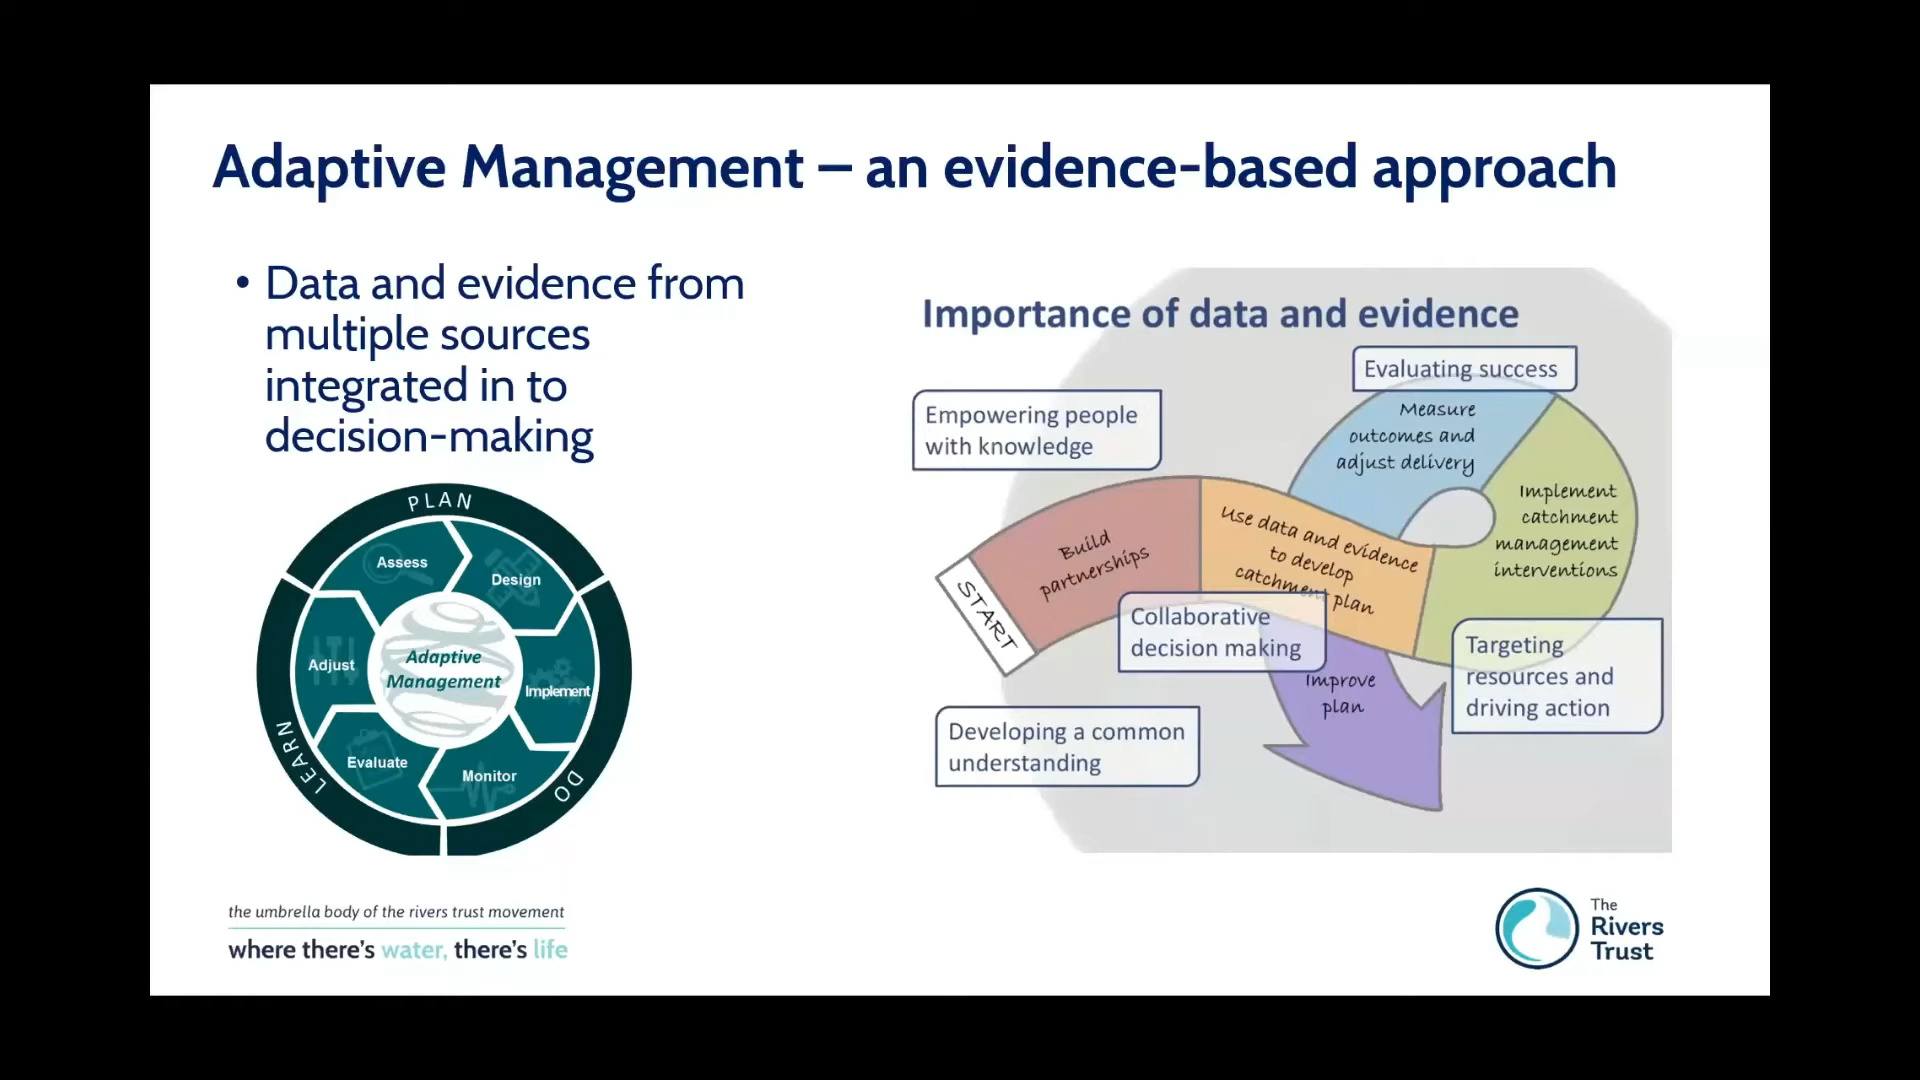 Adaptive Management – an evidence-based approach
• Data and evidence from
multiple sources
integrated in to
decision-making
PLAN
Assess
Design
Adjust
Adaptive
Management
Implement
Evaluate
Monitor
LEARN
DO
Importance of data and evidence
Evaluating success
Empowering people
with knowledge
Measure
outcomes and
adjust delivery
Implement
catchment
management
interventions
Use data and evidence
to develop
catchment plan
Build
partnerships
START
Collaborative
decision making
Targeting
resources and
driving action
Improve
plan
Developing a common
understanding
the umbrella body of the rivers trust movement
where there's water, there's life
The
Rivers
Trust